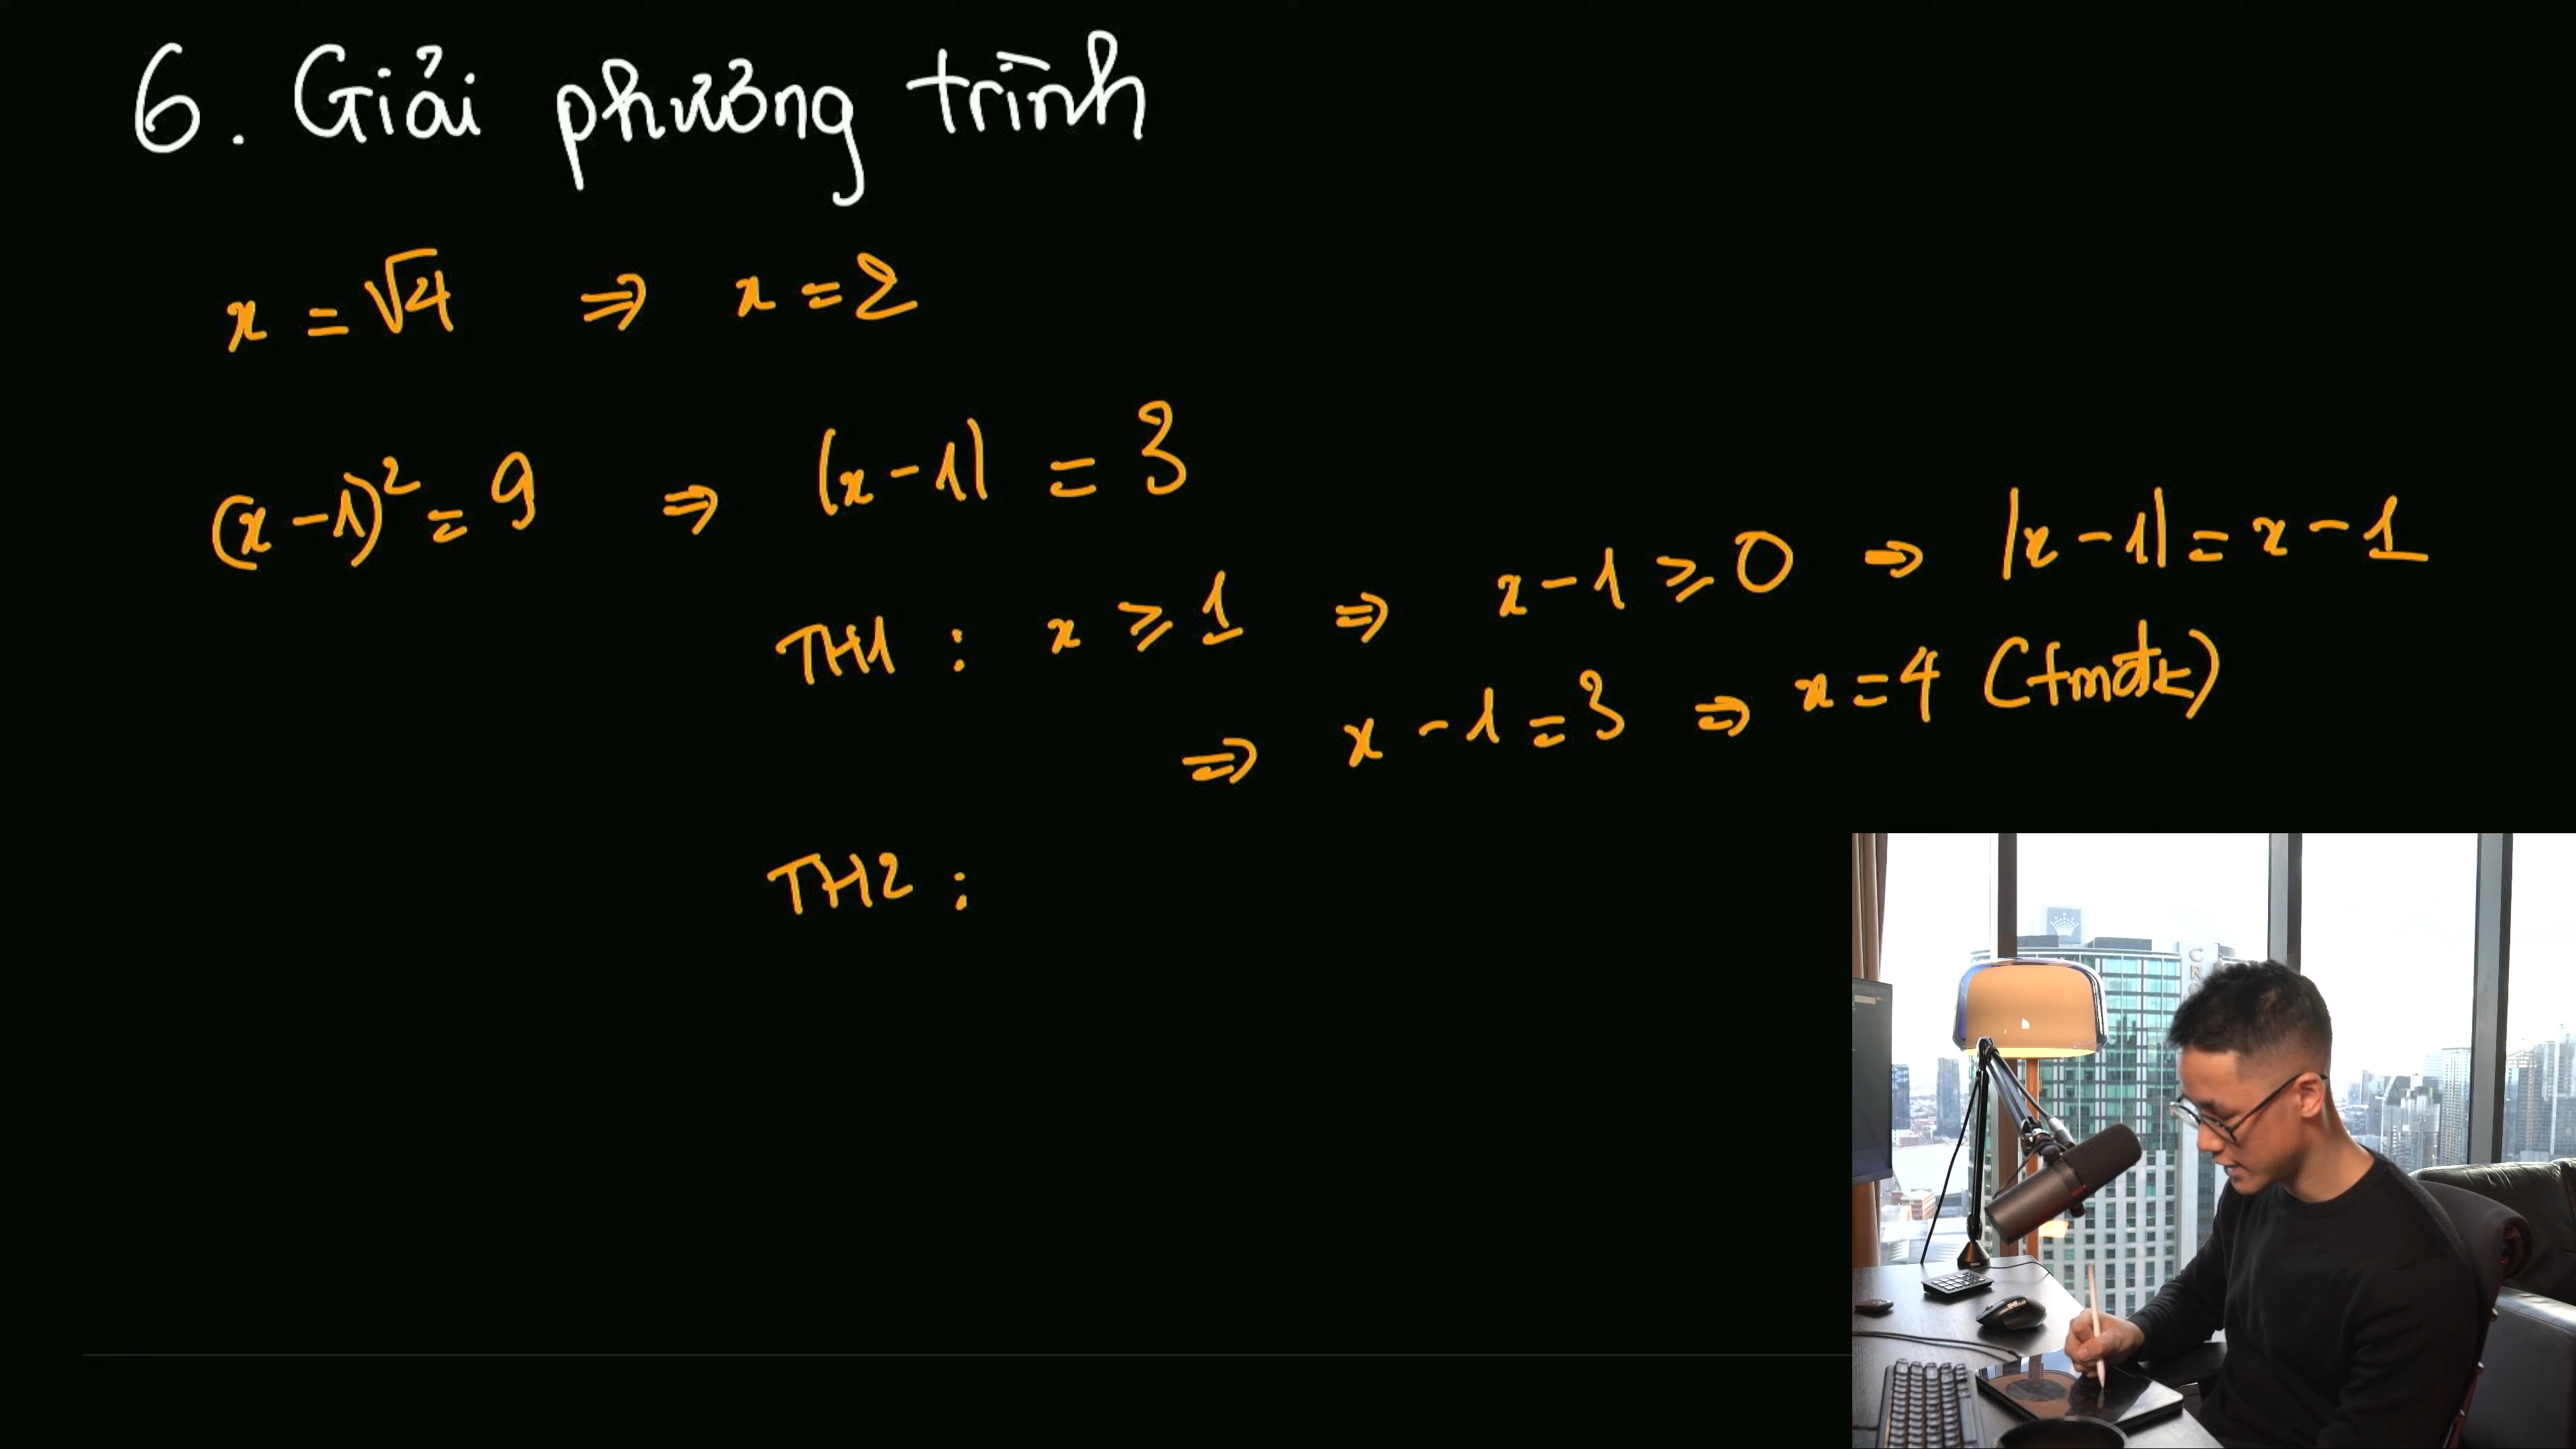 6. Giải phương trình
x = √4 ⇒ x = 2
(x - 1)² = 9 ⇒ |x - 1| = 3
TH1 : x ≥ 1 ⇒ x - 1 ≥ 0 ⇒ |x - 1| = x - 1
⇒ x - 1 = 3 ⇒ x = 4 (tmđk)
TH2 :